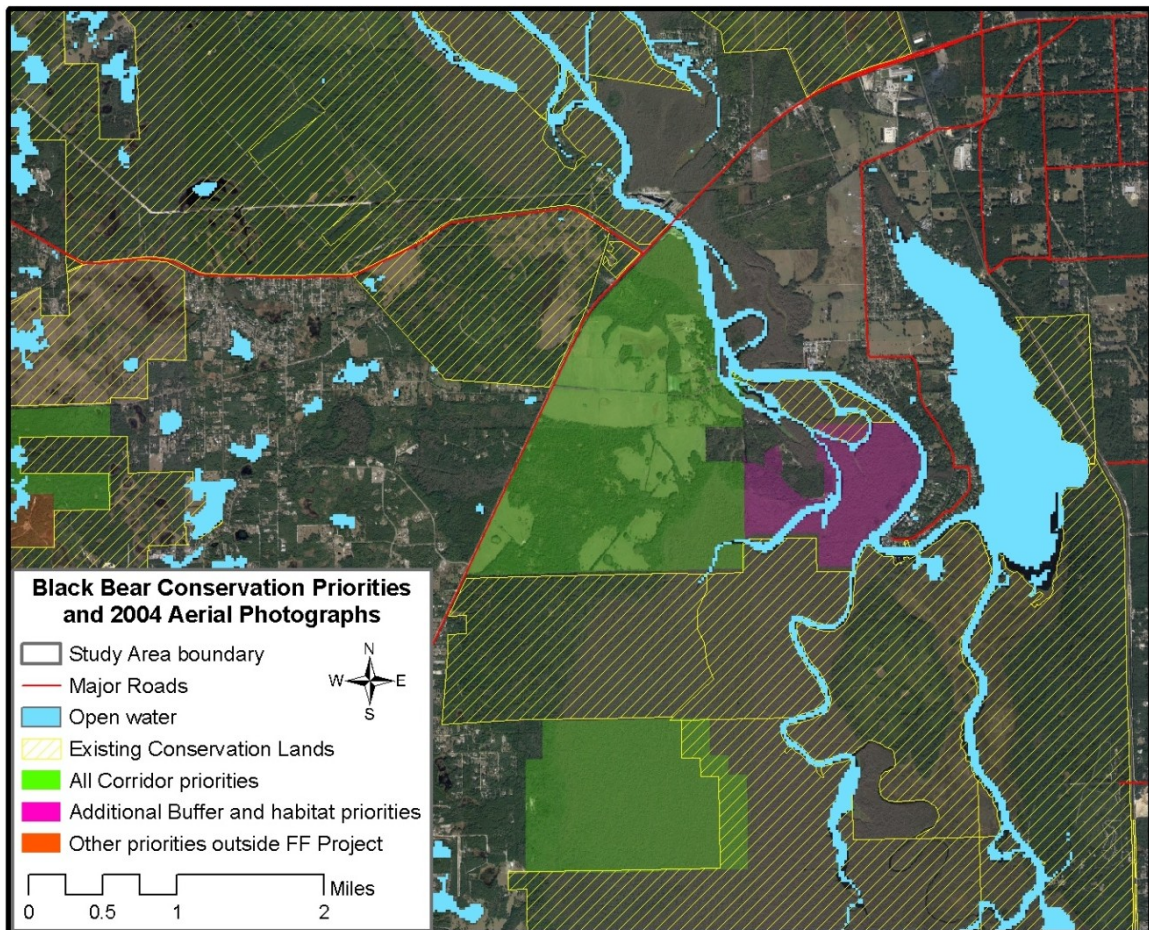 Black Bear Conservation Priorities
and 2004 Aerial Photographs
Study Area boundary
N
Major Roads
W E
S
Open water
Existing Conservation Lands
All Corridor priorities
Additional Buffer and habitat priorities
Other priorities outside FF Project
Miles
0 0.5 1 2